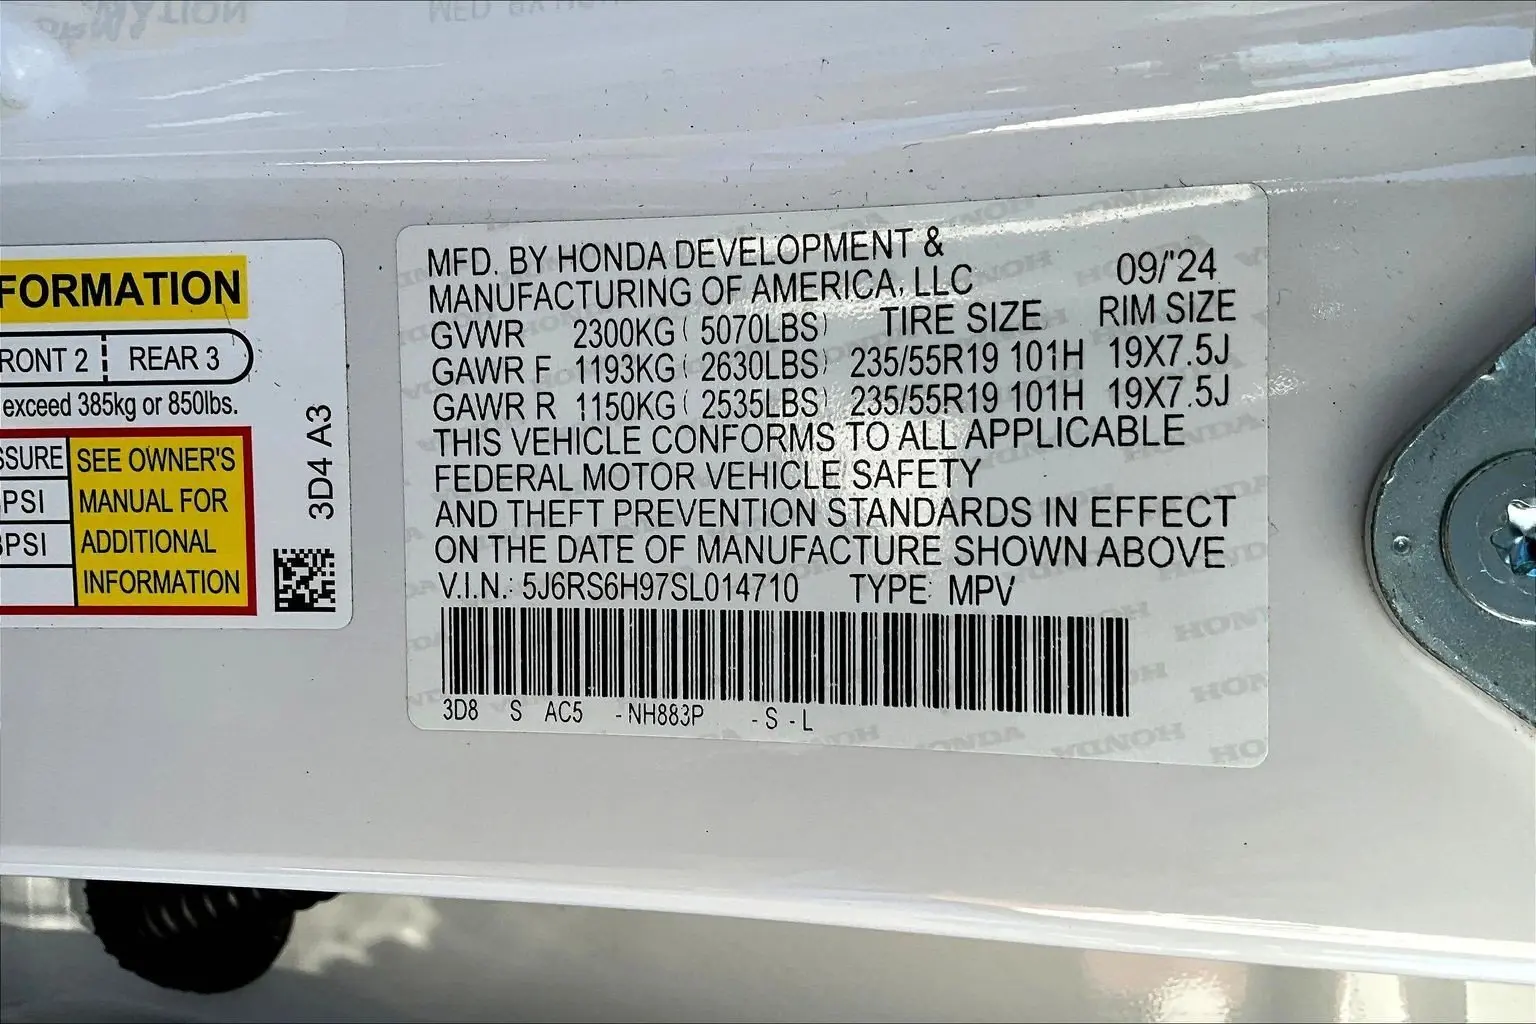 FORMATION
RONT 2 REAR 3
exceed 385kg or 850lbs.
SSURE
PSI
PSI
SEE OWNER'S
MANUAL FOR
ADDITIONAL
INFORMATION
3D4 A3
MFD. BY HONDA DEVELOPMENT &
MANUFACTURING OF AMERICA, LLC 09/'24
GVWR 2300KG ( 5070LBS) TIRE SIZE RIM SIZE
GAWR F 1193KG ( 2630LBS) 235/55R19 101H 19X7.5J
GAWR R 1150KG ( 2535LBS) 235/55R19 101H 19X7.5J
THIS VEHICLE CONFORMS TO ALL APPLICABLE
FEDERAL MOTOR VEHICLE SAFETY
AND THEFT PREVENTION STANDARDS IN EFFECT
ON THE DATE OF MANUFACTURE SHOWN ABOVE
V.I.N.: 5J6RS6H97SL014710 TYPE: MPV
3D8 S AC5 -NH883P -S -L